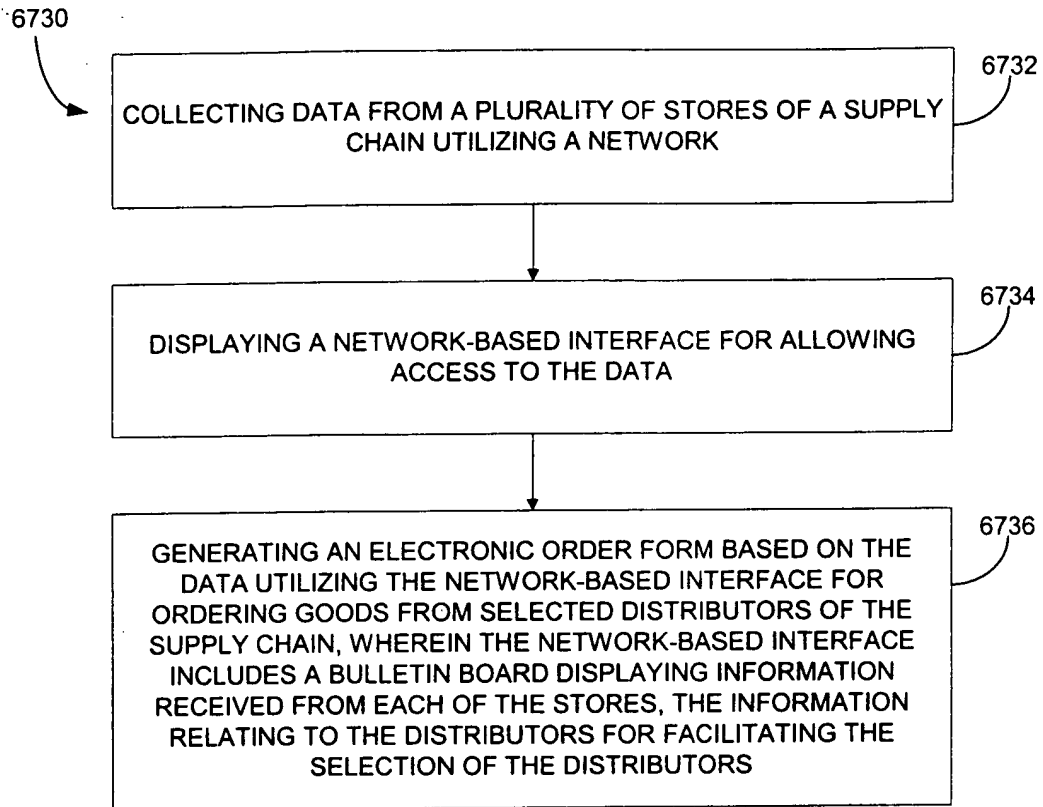 6730
6732
COLLECTING DATA FROM A PLURALITY OF STORES OF A SUPPLY
CHAIN UTILIZING A NETWORK
6734
DISPLAYING A NETWORK-BASED INTERFACE FOR ALLOWING
ACCESS TO THE DATA
6736
GENERATING AN ELECTRONIC ORDER FORM BASED ON THE
DATA UTILIZING THE NETWORK-BASED INTERFACE FOR
ORDERING GOODS FROM SELECTED DISTRIBUTORS OF THE
SUPPLY CHAIN, WHEREIN THE NETWORK-BASED INTERFACE
INCLUDES A BULLETIN BOARD DISPLAYING INFORMATION
RECEIVED FROM EACH OF THE STORES, THE INFORMATION
RELATING TO THE DISTRIBUTORS FOR FACILITATING THE
SELECTION OF THE DISTRIBUTORS